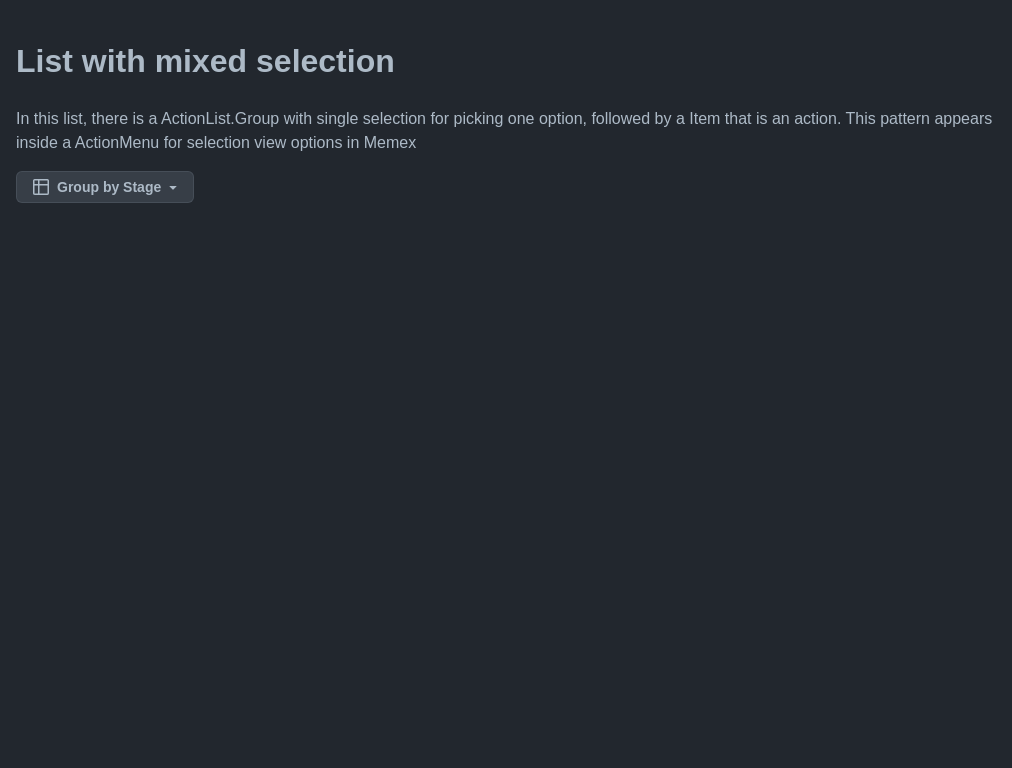 List with mixed selection
In this list, there is a ActionList.Group with single selection for picking one option, followed by a Item that is an action. This pattern appears
inside a ActionMenu for selection view options in Memex
Group by Stage